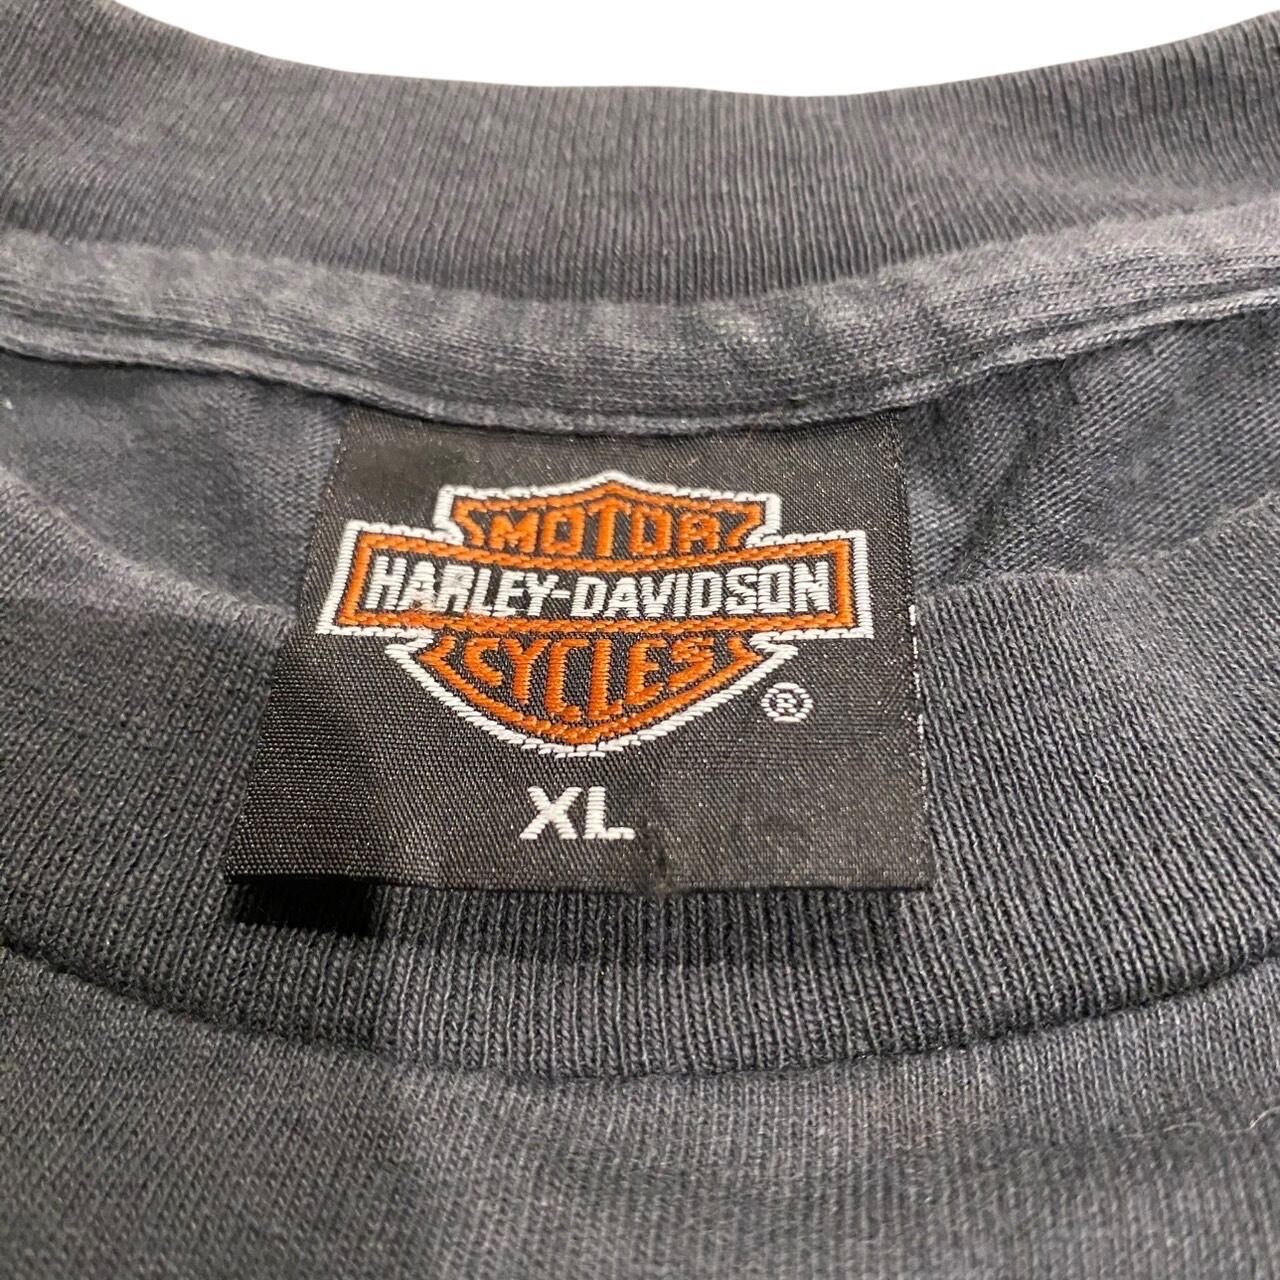 MOTOR
HARLEY-DAVIDSON
CYCLES
®
XL